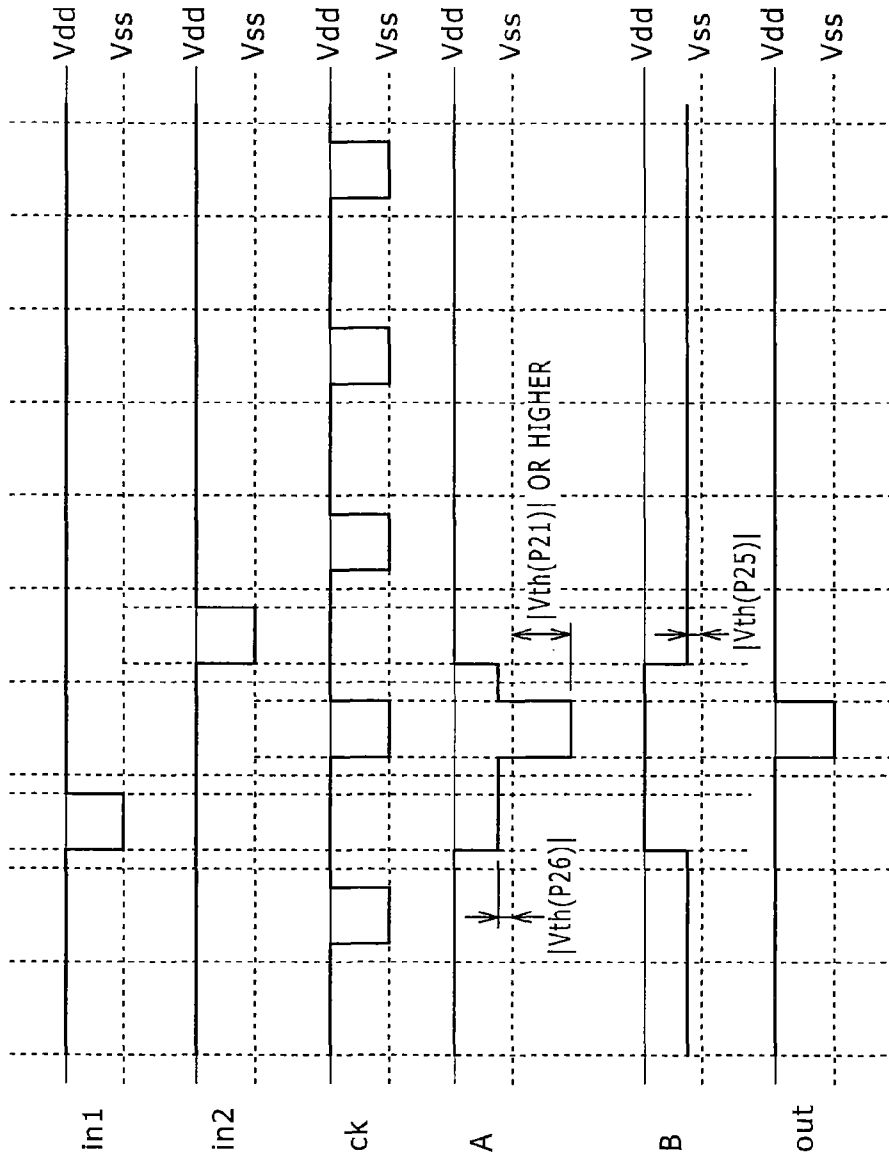 in1
Vdd
Vss
in2
Vdd
Vss
ck
Vdd
Vss
A
|Vth(P26)|
|Vth(P21)| OR HIGHER
Vdd
Vss
B
|Vth(P25)|
Vdd
Vss
out
Vdd
Vss